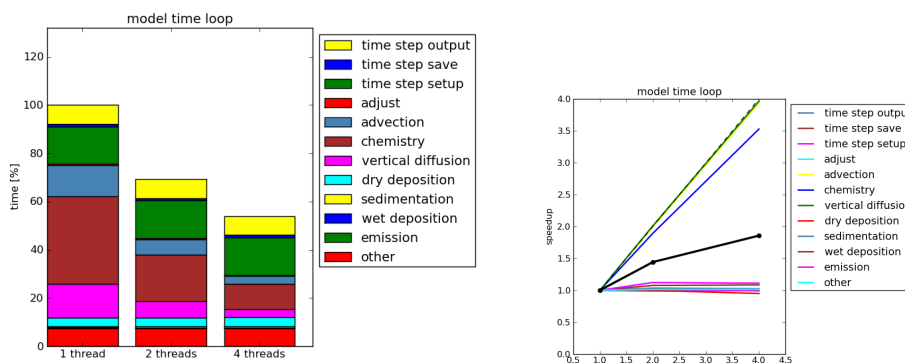 model time loop
time [%]
120
100
80
60
40
20
0
1 thread 2 threads 4 threads
time step output
time step save
time step setup
adjust
advection
chemistry
vertical diffusion
dry deposition
sedimentation
wet deposition
emission
other
model time loop
speedup
4.0
3.5
3.0
2.5
2.0
1.5
1.0
0.5
0.0
0.5 1.0 1.5 2.0 2.5 3.0 3.5 4.0 4.5
time step outpu
time step save
time step setup
adjust
advection
chemistry
vertical diffusion
dry deposition
sedimentation
wet deposition
emission
other